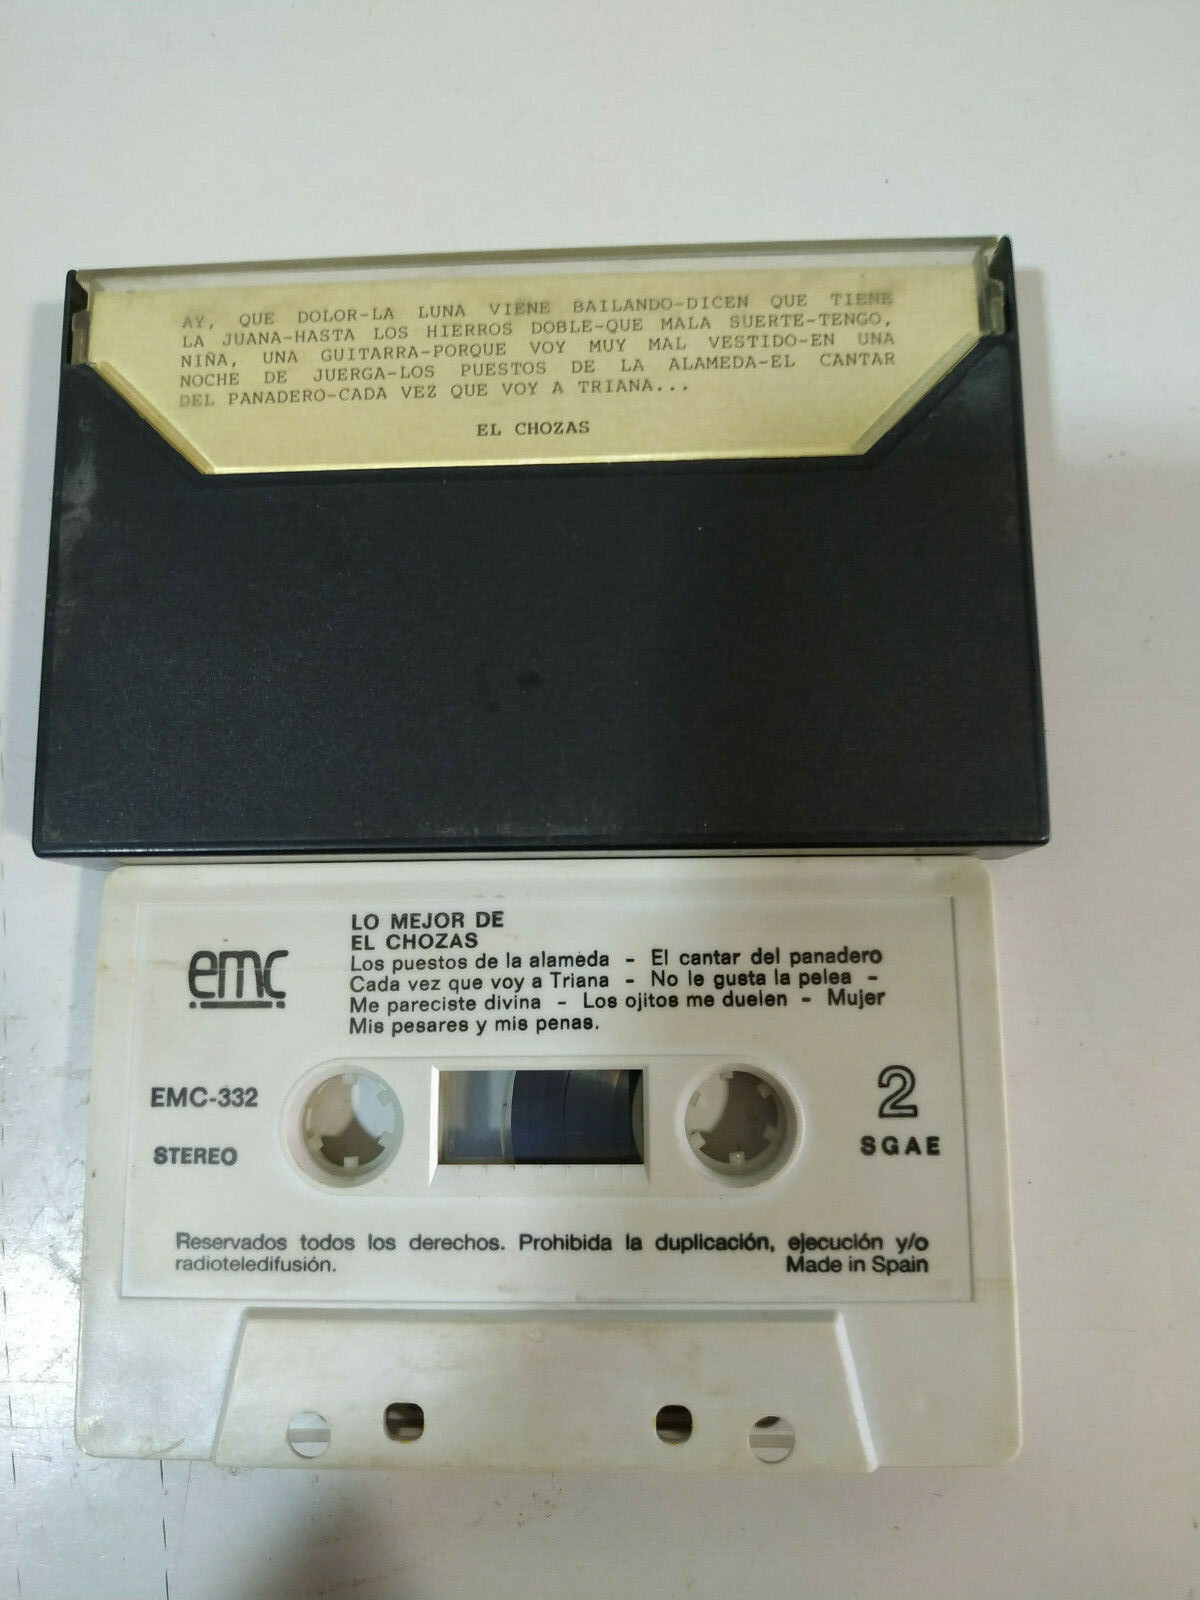 AY, QUE DOLOR-LA LUNA VIENE BAILANDO-DICEN QUE TIENE
LA JUANA-HASTA LOS HIERROS DOBLE-QUE MALA SUERTE-TENGO,
NIÑA, UNA GUITARRA-PORQUE VOY MUY MAL VESTIDO-EN UNA
NOCHE DE JUERGA-LOS PUESTOS DE LA ALAMEDA-EL CANTAR
DEL PANADERO-CADA VEZ QUE VOY A TRIANA...
EL CHOZAS
emc
LO MEJOR DE
EL CHOZAS
Los puestos de la alameda - El cantar del panadero
Cada vez que voy a Triana - No le gusta la pelea -
Me pareciste divina - Los ojitos me duelen - Mujer
Mis pesares y mis penas.
EMC-332
STEREO
2
SGAE
Reservados todos los derechos. Prohibida la duplicación, ejecución y/o
radioteledifusión. Made in Spain